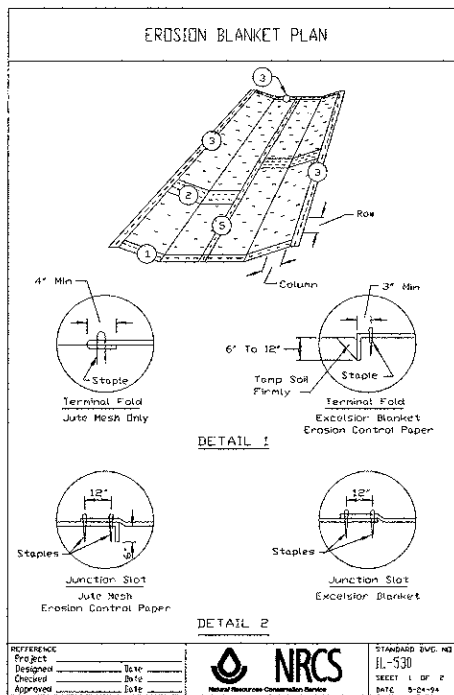 EROSION BLANKET PLAN
3
3
3
2
5
1
Row
Column
4" Min
Staple
Terminal Fold
Jute Mesh Only
3" Min
6" To 12"
Tamp Soil
Firmly
Staple
Terminal Fold
Excelsior Blanket
Erosion Control Paper
DETAIL 1
12"
Staples
6"
Junction Slot
Jute Mesh
Erosion Control Paper
12"
Staples
Junction Slot
Excelsior Blanket
DETAIL 2
REFERENCE
Project
Designed Date
Checked Date
Approved Date
NRCS
Natural Resources Conservation Service
STANDARD DWG. NO.
IL-530
SHEET 1 OF 2
DATE 5-24-94